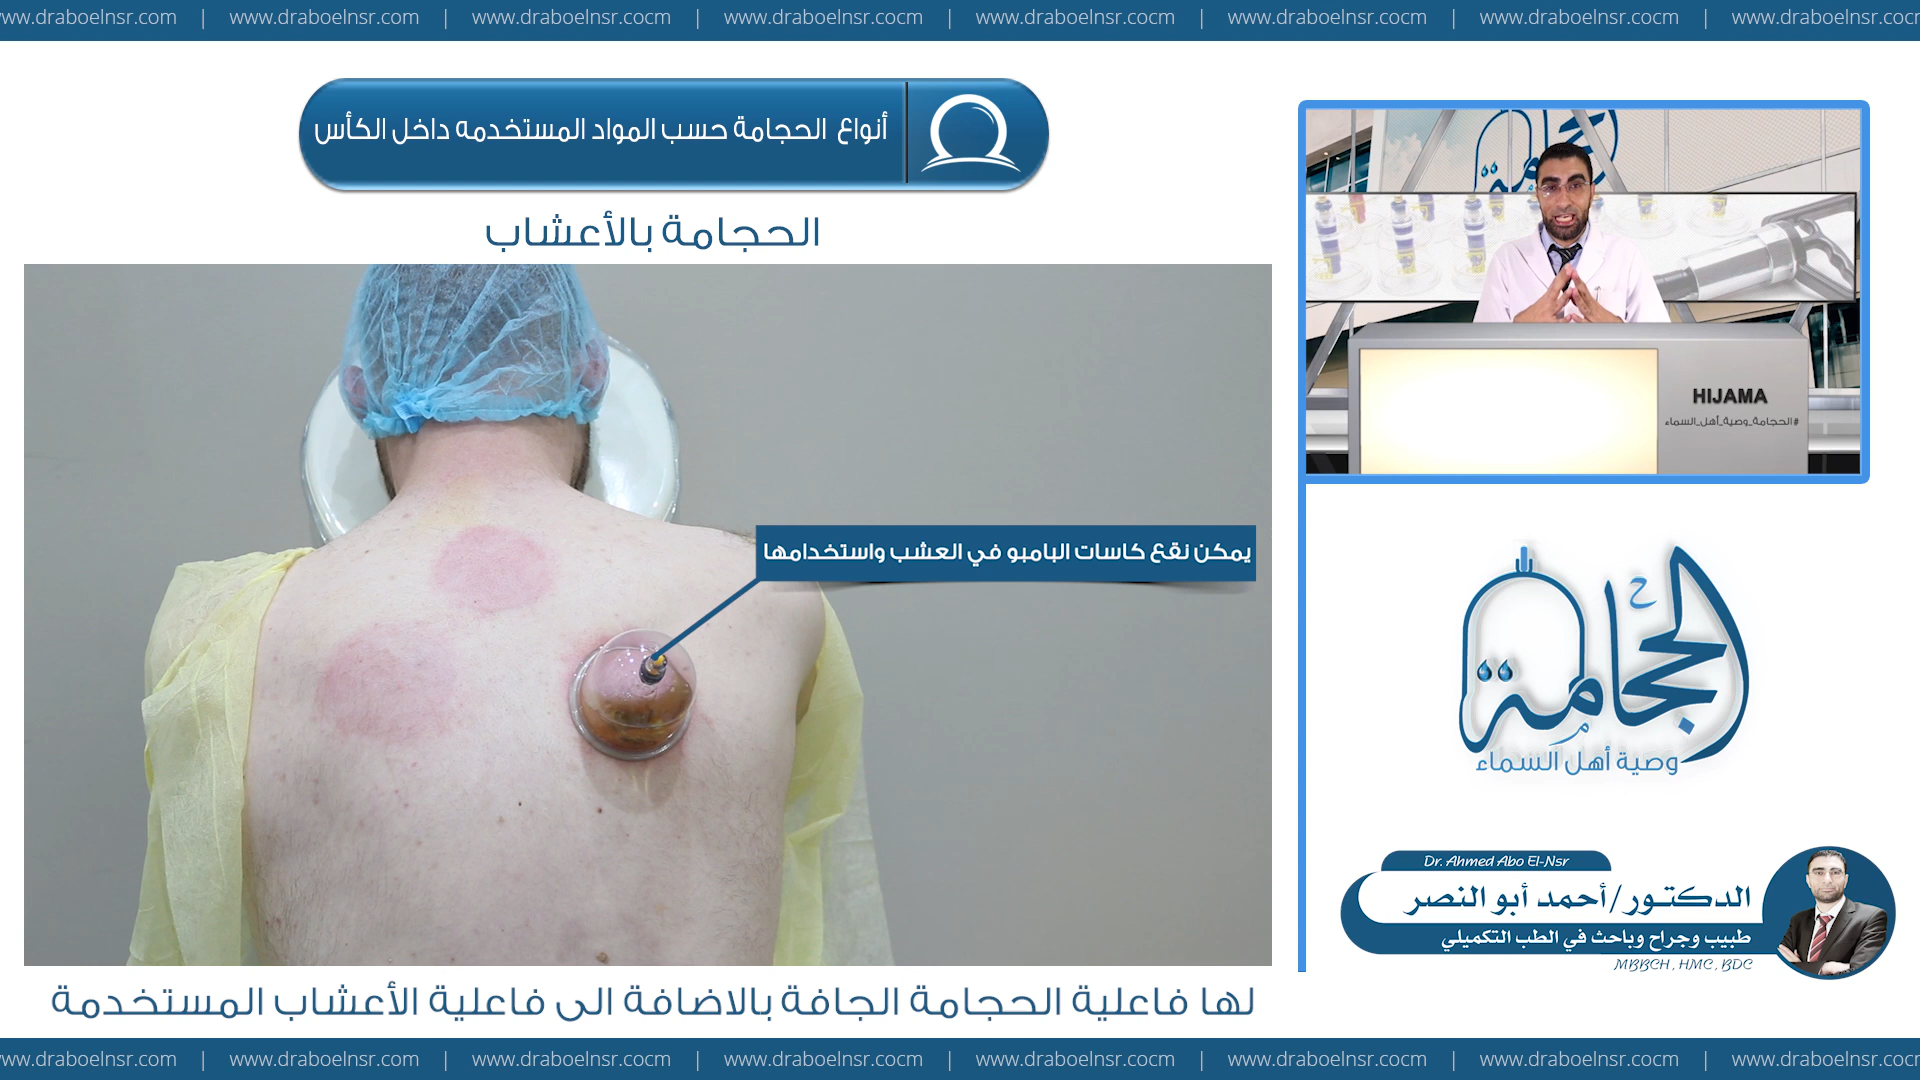 www.draboelnsr.com | www.draboelnsr.com | www.draboelnsr.cocm | www.draboelnsr.cocm | www.draboelnsr.cocm | www.draboelnsr.cocm | www.draboelnsr.cocm
أنواع الحجامة حسب المواد المستخدمه داخل الكأس
الحجامة بالأعشاب
يمكن نقع كاسات البامبو في العشب واستخدامها
لها فاعلية الحجامة الجافة بالاضافة الى فاعلية الأعشاب المستخدمة
HIJAMA
#الحجامة_وصية_أهل_السماء
الحجامة
وصية أهل السماء
Dr. Ahmed Abo El-Nsr
الدكتور/أحمد أبو النصر
طبيب وجراح وباحث في الطب التكميلي
MBBCH , HMC , BDC
www.draboelnsr.com | www.draboelnsr.com | www.draboelnsr.cocm | www.draboelnsr.cocm | www.draboelnsr.cocm | www.draboelnsr.cocm | www.draboelnsr.cocm